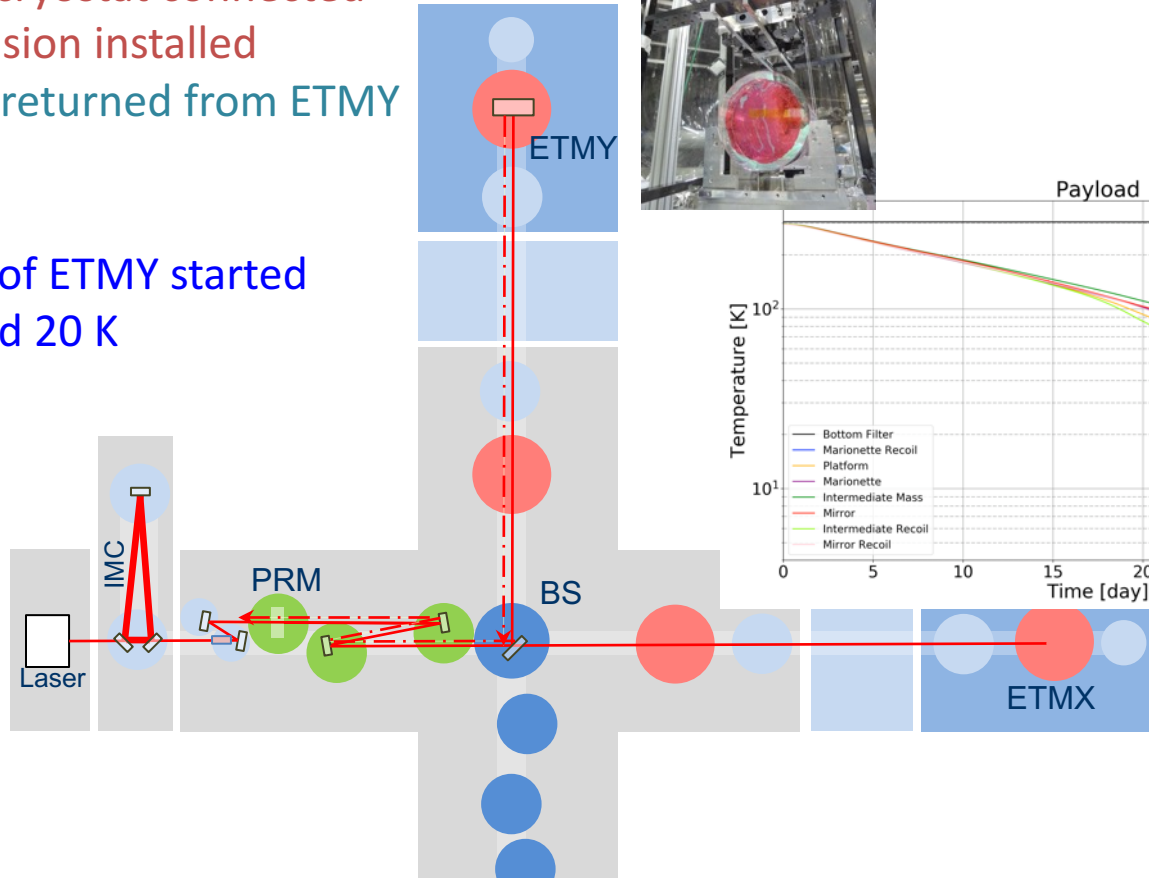 sion installed
returned from ETMY
of ETMY started
d 20 K
ETMY
Payload
Temperature [K]
10²
10¹
Bottom Filter
Marionette Recoil
Platform
Marionette
Intermediate Mass
Mirror
Intermediate Recoil
Mirror Recoil
0 5 10 15 20
Time [day]
IMC
PRM
BS
Laser
ETMX